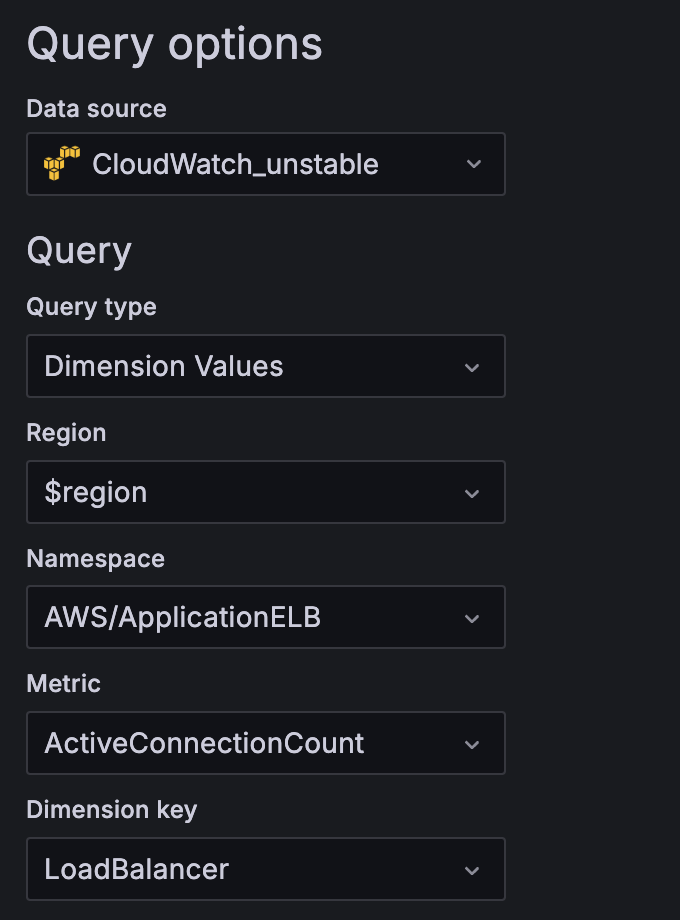 Query options
Data source
CloudWatch_unstable
Query
Query type
Dimension Values
Region
$region
Namespace
AWS/ApplicationELB
Metric
ActiveConnectionCount
Dimension key
LoadBalancer